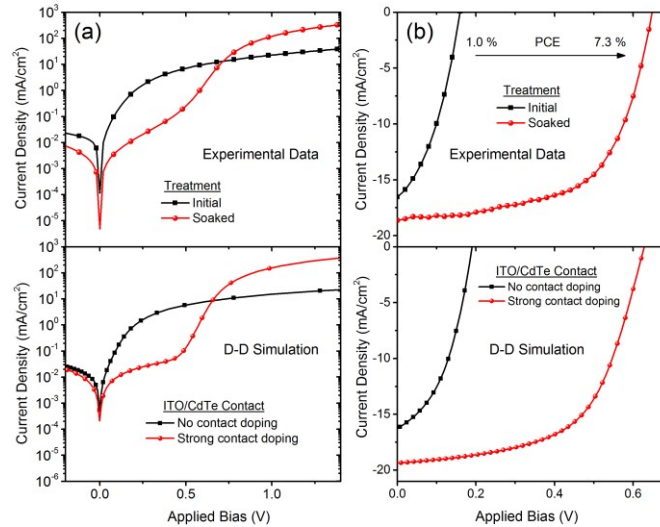 (a)
10³
10²
10¹
10⁰
10⁻¹
10⁻²
10⁻³
10⁻⁴
10⁻⁵
Current Density (mA/cm²)
Experimental Data
Treatment
Initial
Soaked
10³
10²
10¹
10⁰
10⁻¹
10⁻²
10⁻³
10⁻⁴
10⁻⁵
10⁻⁶
Current Density (mA/cm²)
D-D Simulation
ITO/CdTe Contact
No contact doping
Strong contact doping
0.0 0.5 1.0
Applied Bias (V)
(b)
0
-5
-10
-15
-20
Current Density (mA/cm²)
1.0 % PCE 7.3 %
Treatment
Initial
Soaked
Experimental Data
0
-5
-10
-15
-20
Current Density (mA/cm²)
ITO/CdTe Contact
No contact doping
Strong contact doping
D-D Simulation
0.0 0.2 0.4 0.6
Applied Bias (V)